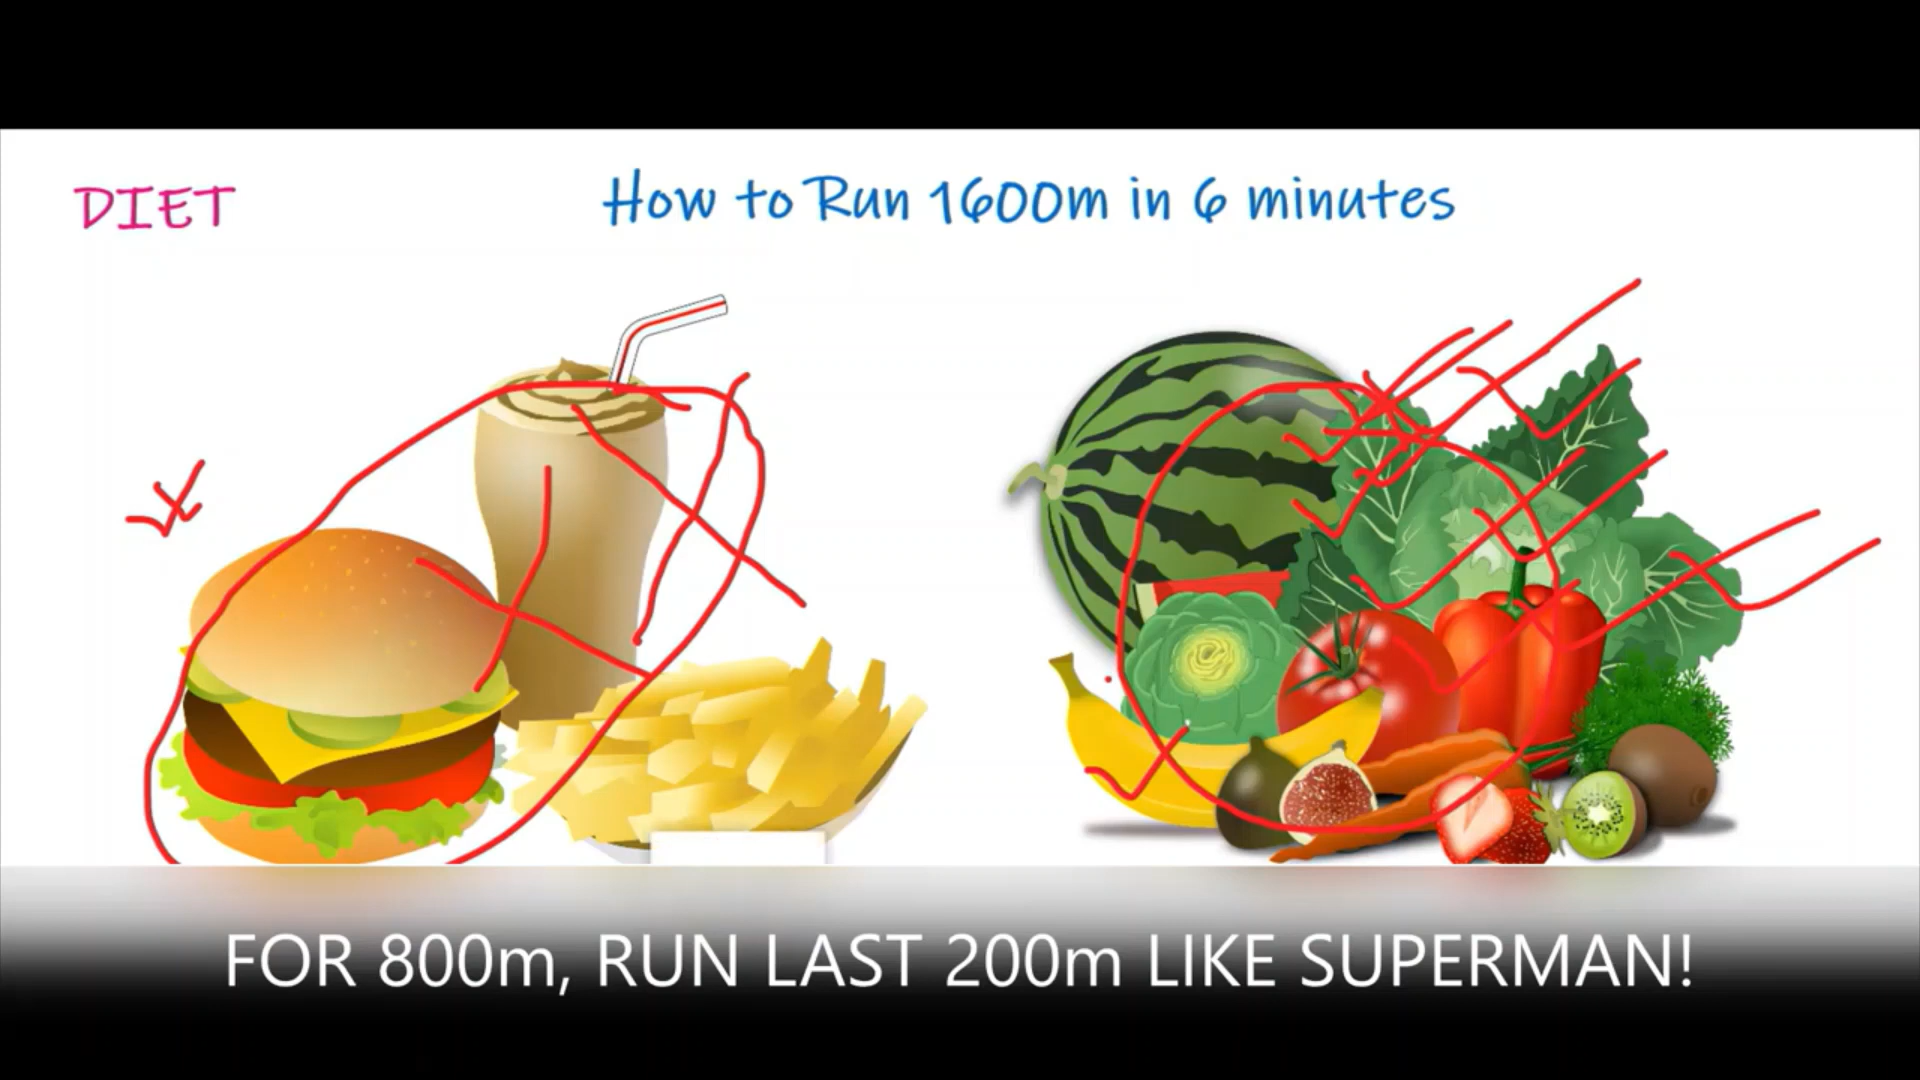 DIET
How to Run 1600m in 6 minutes
FOR 800m, RUN LAST 200m LIKE SUPERMAN!